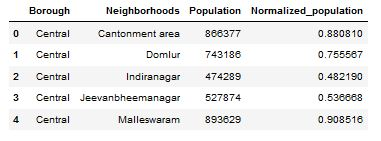 Borough Neighborhoods Population Normalized_population
0 Central Cantonment area 866377 0.880810
1 Central Domlur 743186 0.755567
2 Central Indiranagar 474289 0.482190
3 Central Jeevanbheemanagar 527874 0.536668
4 Central Malleswaram 893629 0.908516